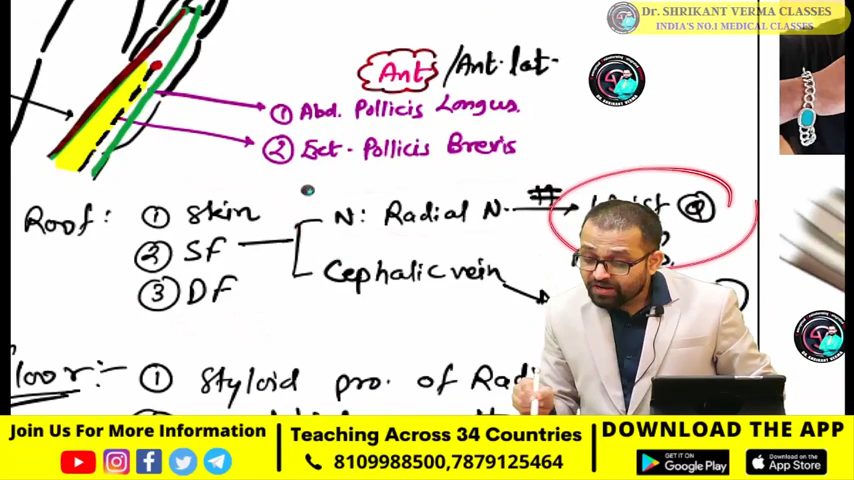 Dr. SHRIKANT VERMA CLASSES
INDIA'S NO.1 MEDICAL CLASSES
Ant /Ant. lat.
① Abd. Pollicis Longus.
② Ext. Pollicis Brevis
Roof: ① Skin
② SF
③ DF
N: Radial N.
Cephalic vein
loor:- ① Styloid pro. of Rad
Join Us For More Information
Teaching Across 34 Countries
8109988500,7879125464
DOWNLOAD THE APP
GET IT ON
Google Play
Download on the
App Store